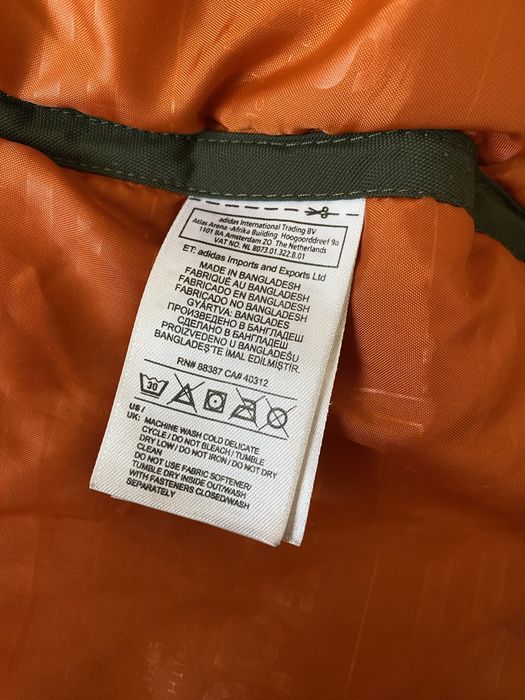 adidas International Trading BV
Atlas Arena -Afrika Building Hoogoorddreef 9a
1101 BA Amsterdam ZO The Netherlands
VAT NO. NL 8073.01.322.B.01
ET: adidas Imports and Exports Ltd
MADE IN BANGLADESH
FABRIQUÉ AU BANGLADESH
FABRICADO EN BANGLADESH
FABRICADO NO BANGLADESH
GYÁRTVA: BANGLADES
ПРОИЗВЕДЕНО В БАНГЛАДЕШ
СДЕЛАНО В БАНГЛАДЕШ
PROIZVEDENO U BANGLADEŠU
BANGLADEŞ'TE İMAL EDİLMİŞTİR.
RN# 88387 CA# 40312
30
US /
UK: MACHINE WASH COLD DELICATE
CYCLE / DO NOT BLEACH / TUMBLE
DRY LOW / DO NOT IRON / DO NOT DRY
CLEAN
DO NOT USE FABRIC SOFTENER/
TUMBLE DRY INSIDE OUT/WASH
WITH FASTENERS CLOSED/WASH
SEPARATELY